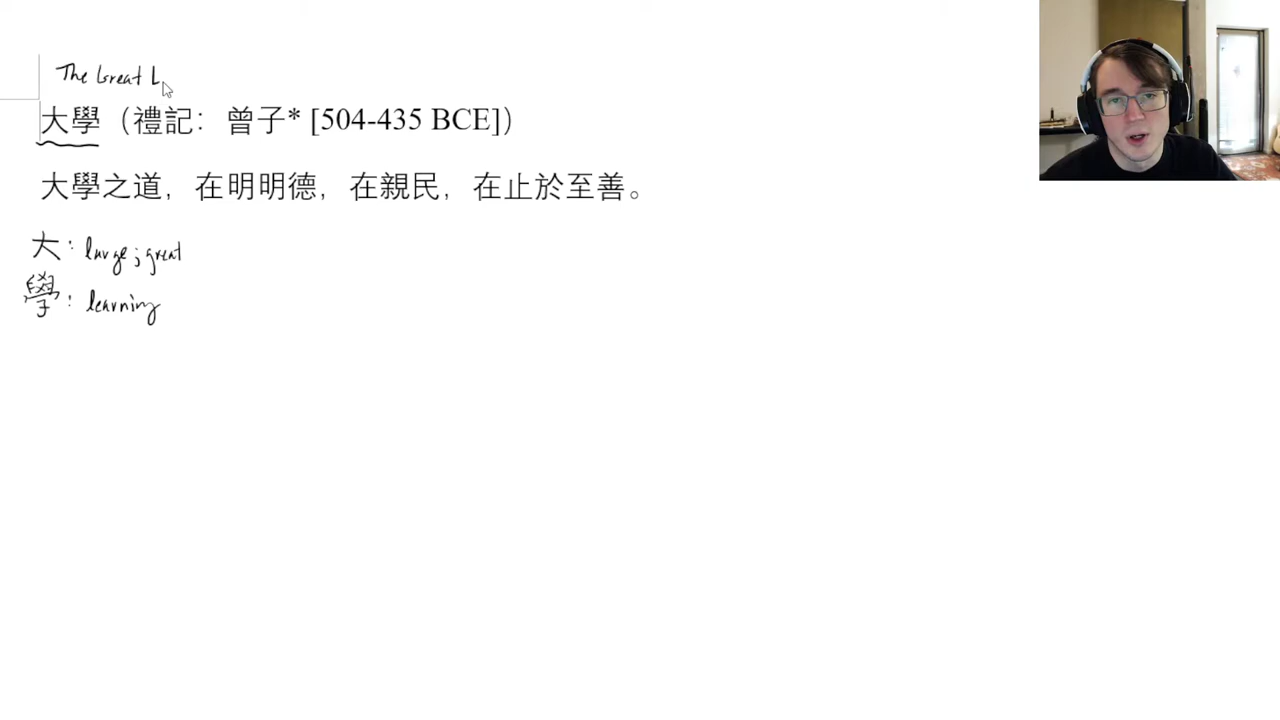 The Great L
大學（禮記：曾子* [504-435 BCE]）
大學之道，在明明德，在親民，在止於至善。
大: large; great
學: learning